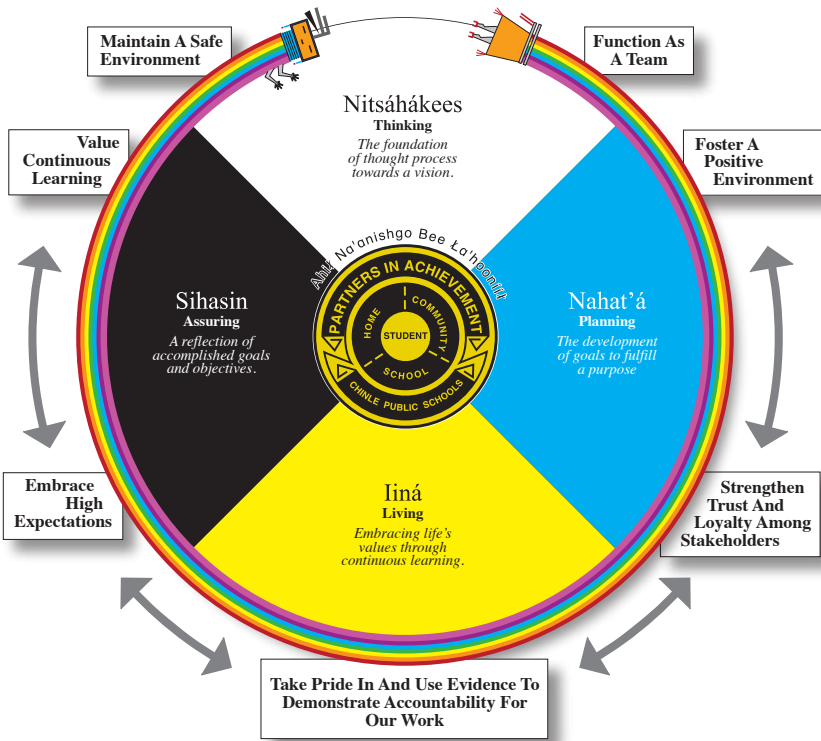 Maintain A Safe
Environment
Function As
A Team
Value
Continuous
Learning
Foster A
Positive
Environment
Nitsáhákees
Thinking
The foundation
of thought process
towards a vision.
Sihasin
Assuring
A reflection of
accomplished goals
and objectives.
Ahił Na'anishgo Bee Ła'hooniił
PARTNERS IN ACHIEVEMENT
HOME
COMMUNITY
STUDENT
SCHOOL
CHINLE PUBLIC SCHOOLS
Nahat’á
Planning
The development
of goals to fulfill
a purpose
Iiná
Living
Embracing life’s
values through
continuous learning.
Embrace
High
Expectations
Strengthen
Trust And
Loyalty Among
Stakeholders
Take Pride In And Use Evidence To
Demonstrate Accountability For
Our Work